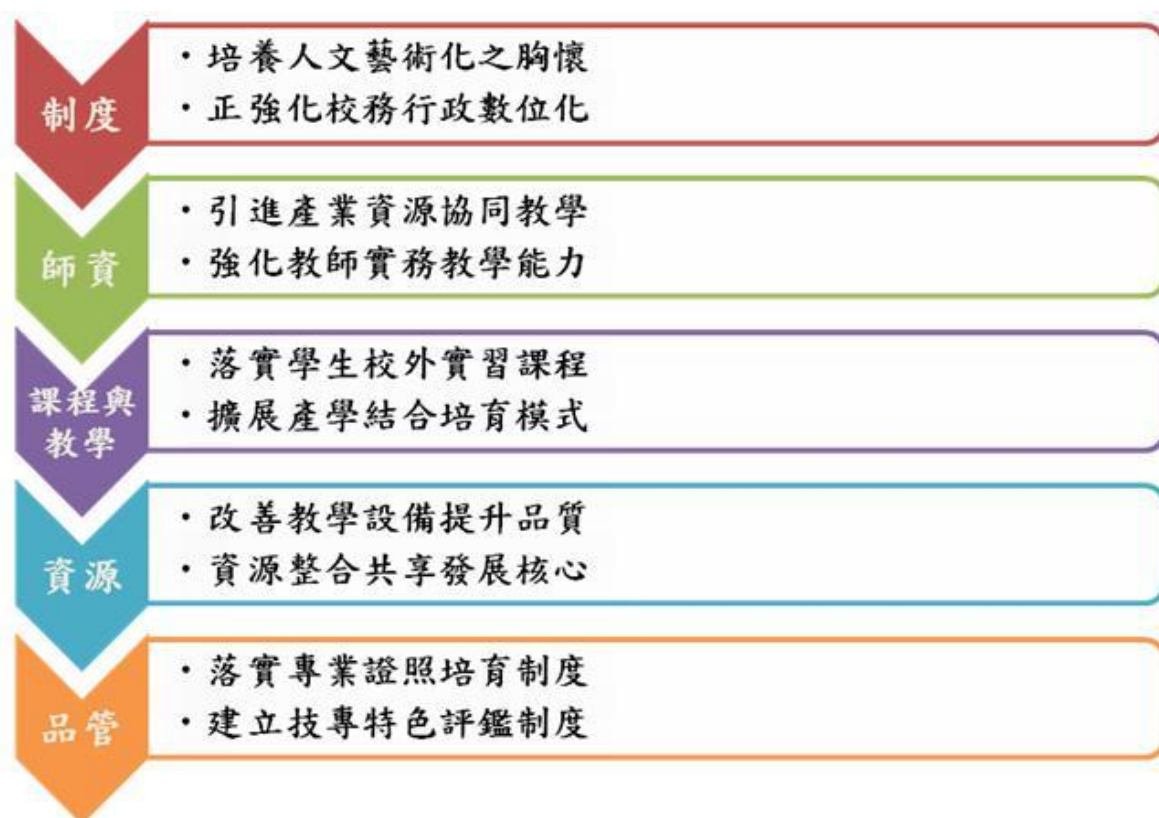 制度
・培養人文藝術化之胸懷
・正強化校務行政數位化
師資
・引進產業資源協同教學
・強化教師實務教學能力
課程與
教學
・落實學生校外實習課程
・擴展產學結合培育模式
資源
・改善教學設備提升品質
・資源整合共享發展核心
品管
・落實專業證照培育制度
・建立技專特色評鑑制度